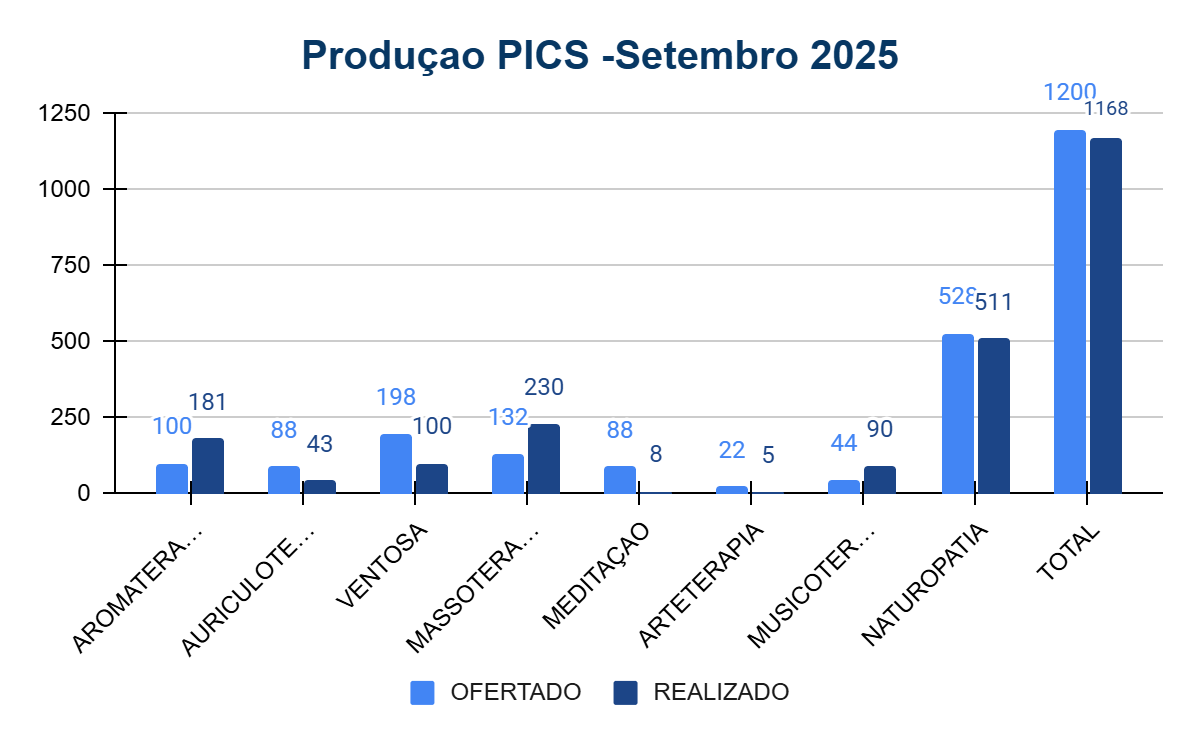 Produçao PICS -Setembro 2025
1250
1000
750
500
250
0
100
181
88
43
198
100
132
230
88
8
22
5
44
90
528
511
1200
1168
AROMATERA...
AURICULOTE...
VENTOSA
MASSOTERA...
MEDITAÇAO
ARTETERAPIA
MUSICOTER...
NATUROPATIA
TOTAL
OFERTADO
REALIZADO